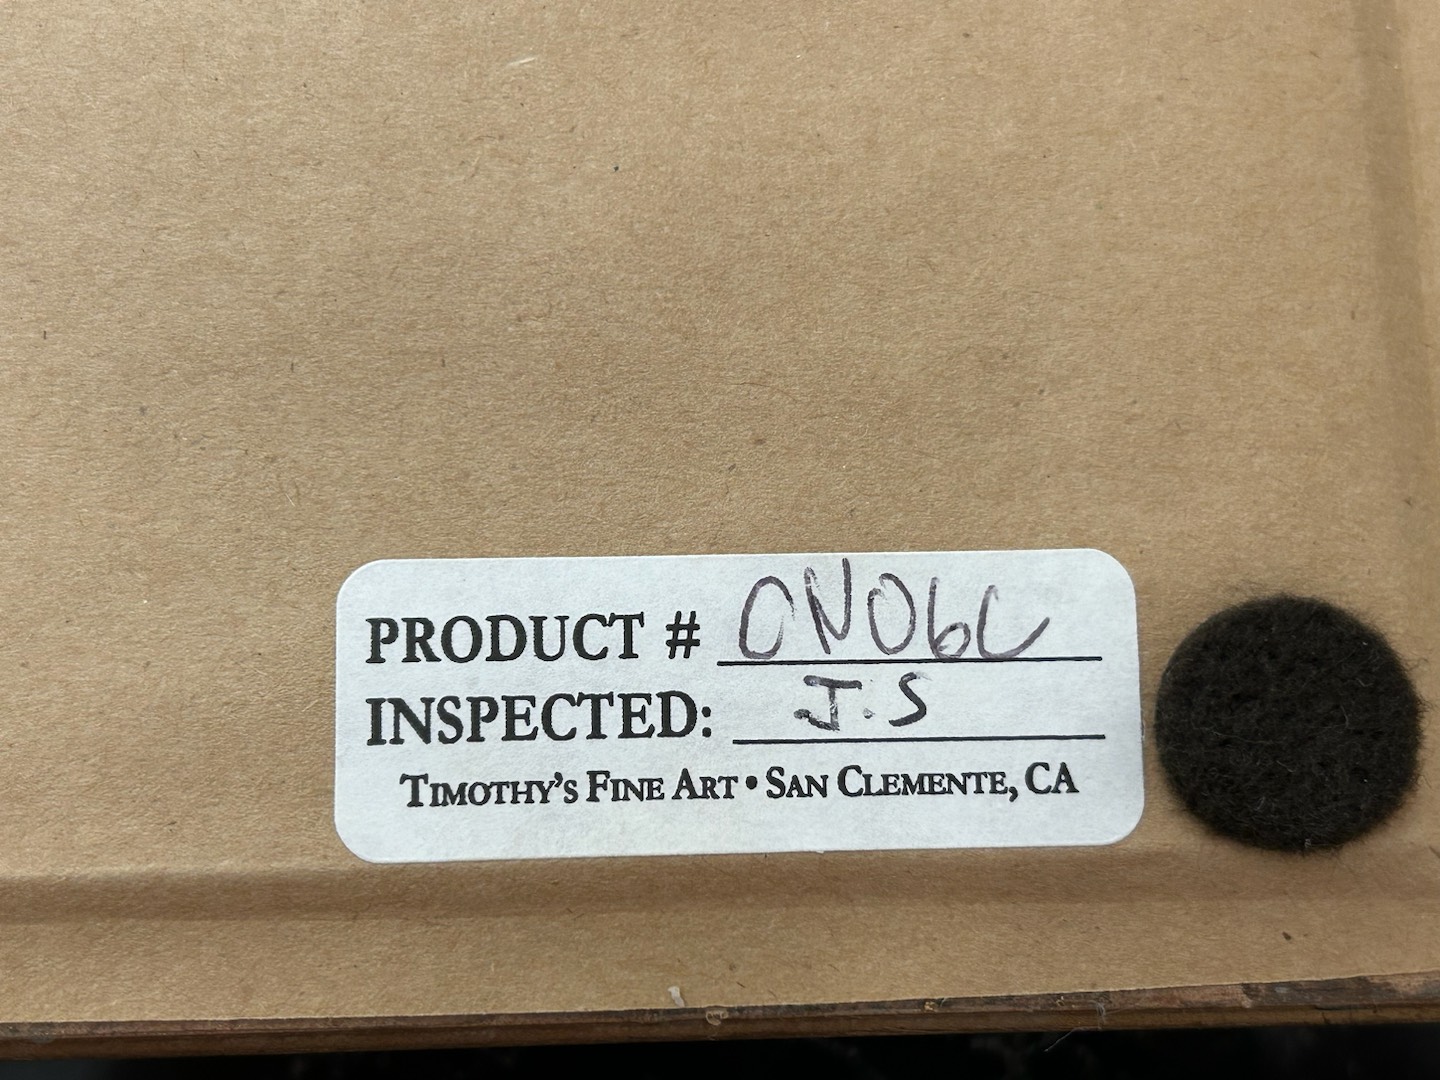 PRODUCT # ON06C
INSPECTED: J.S
TIMOTHY'S FINE ART • SAN CLEMENTE, CA